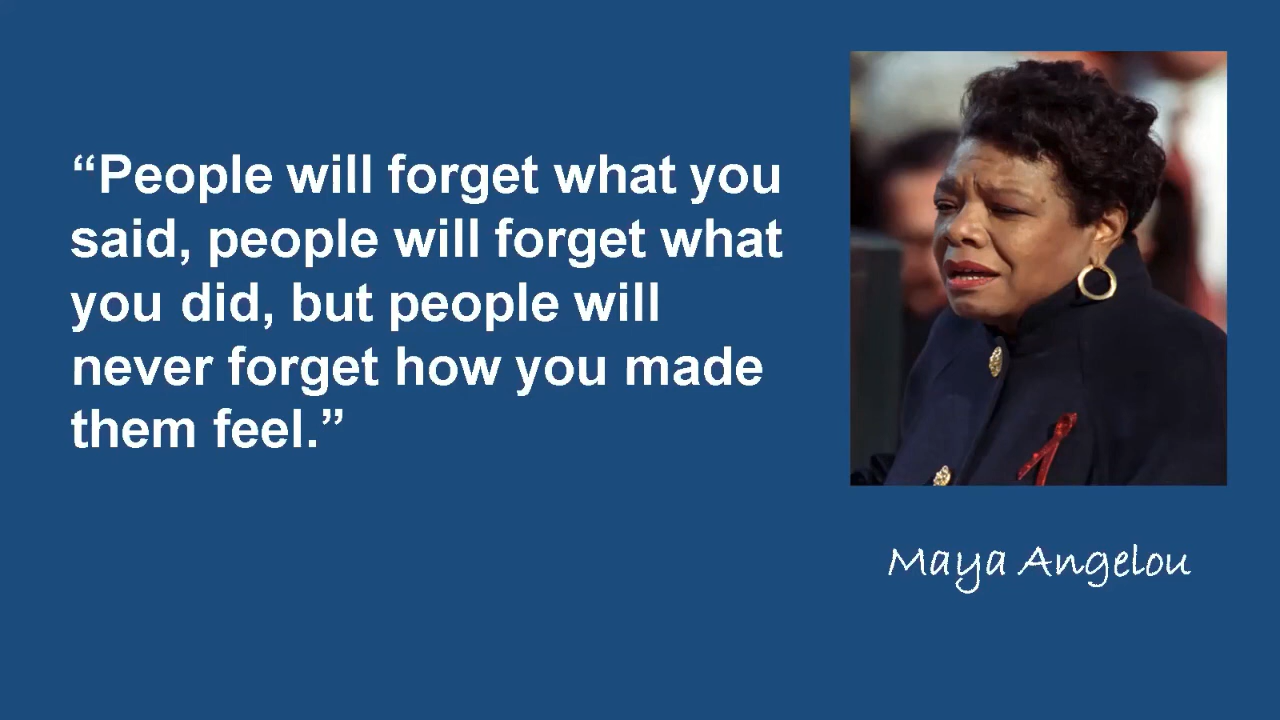 “People will forget what you
said, people will forget what
you did, but people will
never forget how you made
them feel.”
Maya Angelou